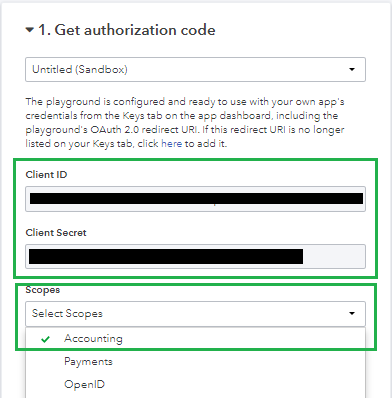 1. Get authorization code
Untitled (Sandbox)
The playground is configured and ready to use with your own app's
credentials from the Keys tab on the app dashboard, including the
playground's OAuth 2.0 redirect URI. If this redirect URI is no longer
listed on your Keys tab, click here to add it.
Client ID
Client Secret
Scopes
Select Scopes
Accounting
Payments
OpenID